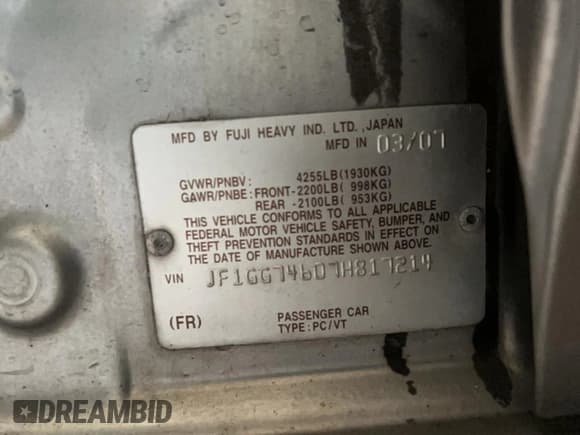 MFD BY FUJI HEAVY IND. LTD.,JAPAN
MFD IN 03/07
GVWR/PNBV: 4255LB(1930KG)
GAWR/PNBE: FRONT-2200LB( 998KG)
REAR -2100LB( 953KG)
THIS VEHICLE CONFORMS TO ALL APPLICABLE
FEDERAL MOTOR VEHICLE SAFETY, BUMPER, AND
THEFT PREVENTION STANDARDS IN EFFECT ON
THE DATE OF MANUFACTURE SHOWN ABOVE.
VIN JF1GG74607H817214
(FR) PASSENGER CAR
TYPE:PC/VT
DREAMBID